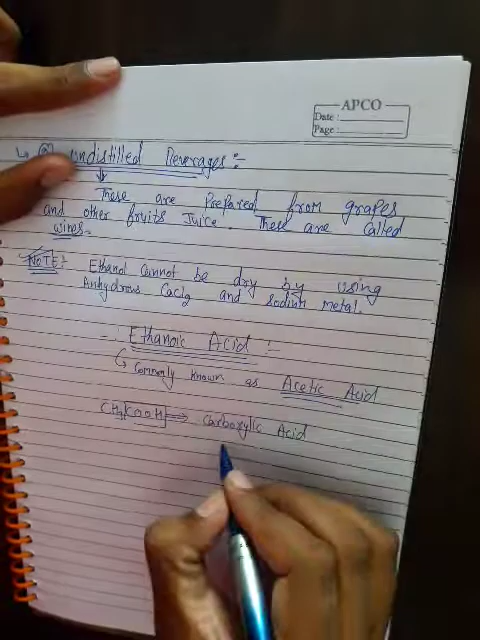 APCO
Date :
Page :
undistilled Beverages :-
These are Prepared from grapes
and other fruits Juice. These are called
wines.
NOTE :- Ethanol Cannot be dry by using
Anhydrous CaCl2 and sodium metal.
Ethanoic Acid :-
Commonly known as Acetic Acid
CH3COOH ⇒ Carboxylic Acid